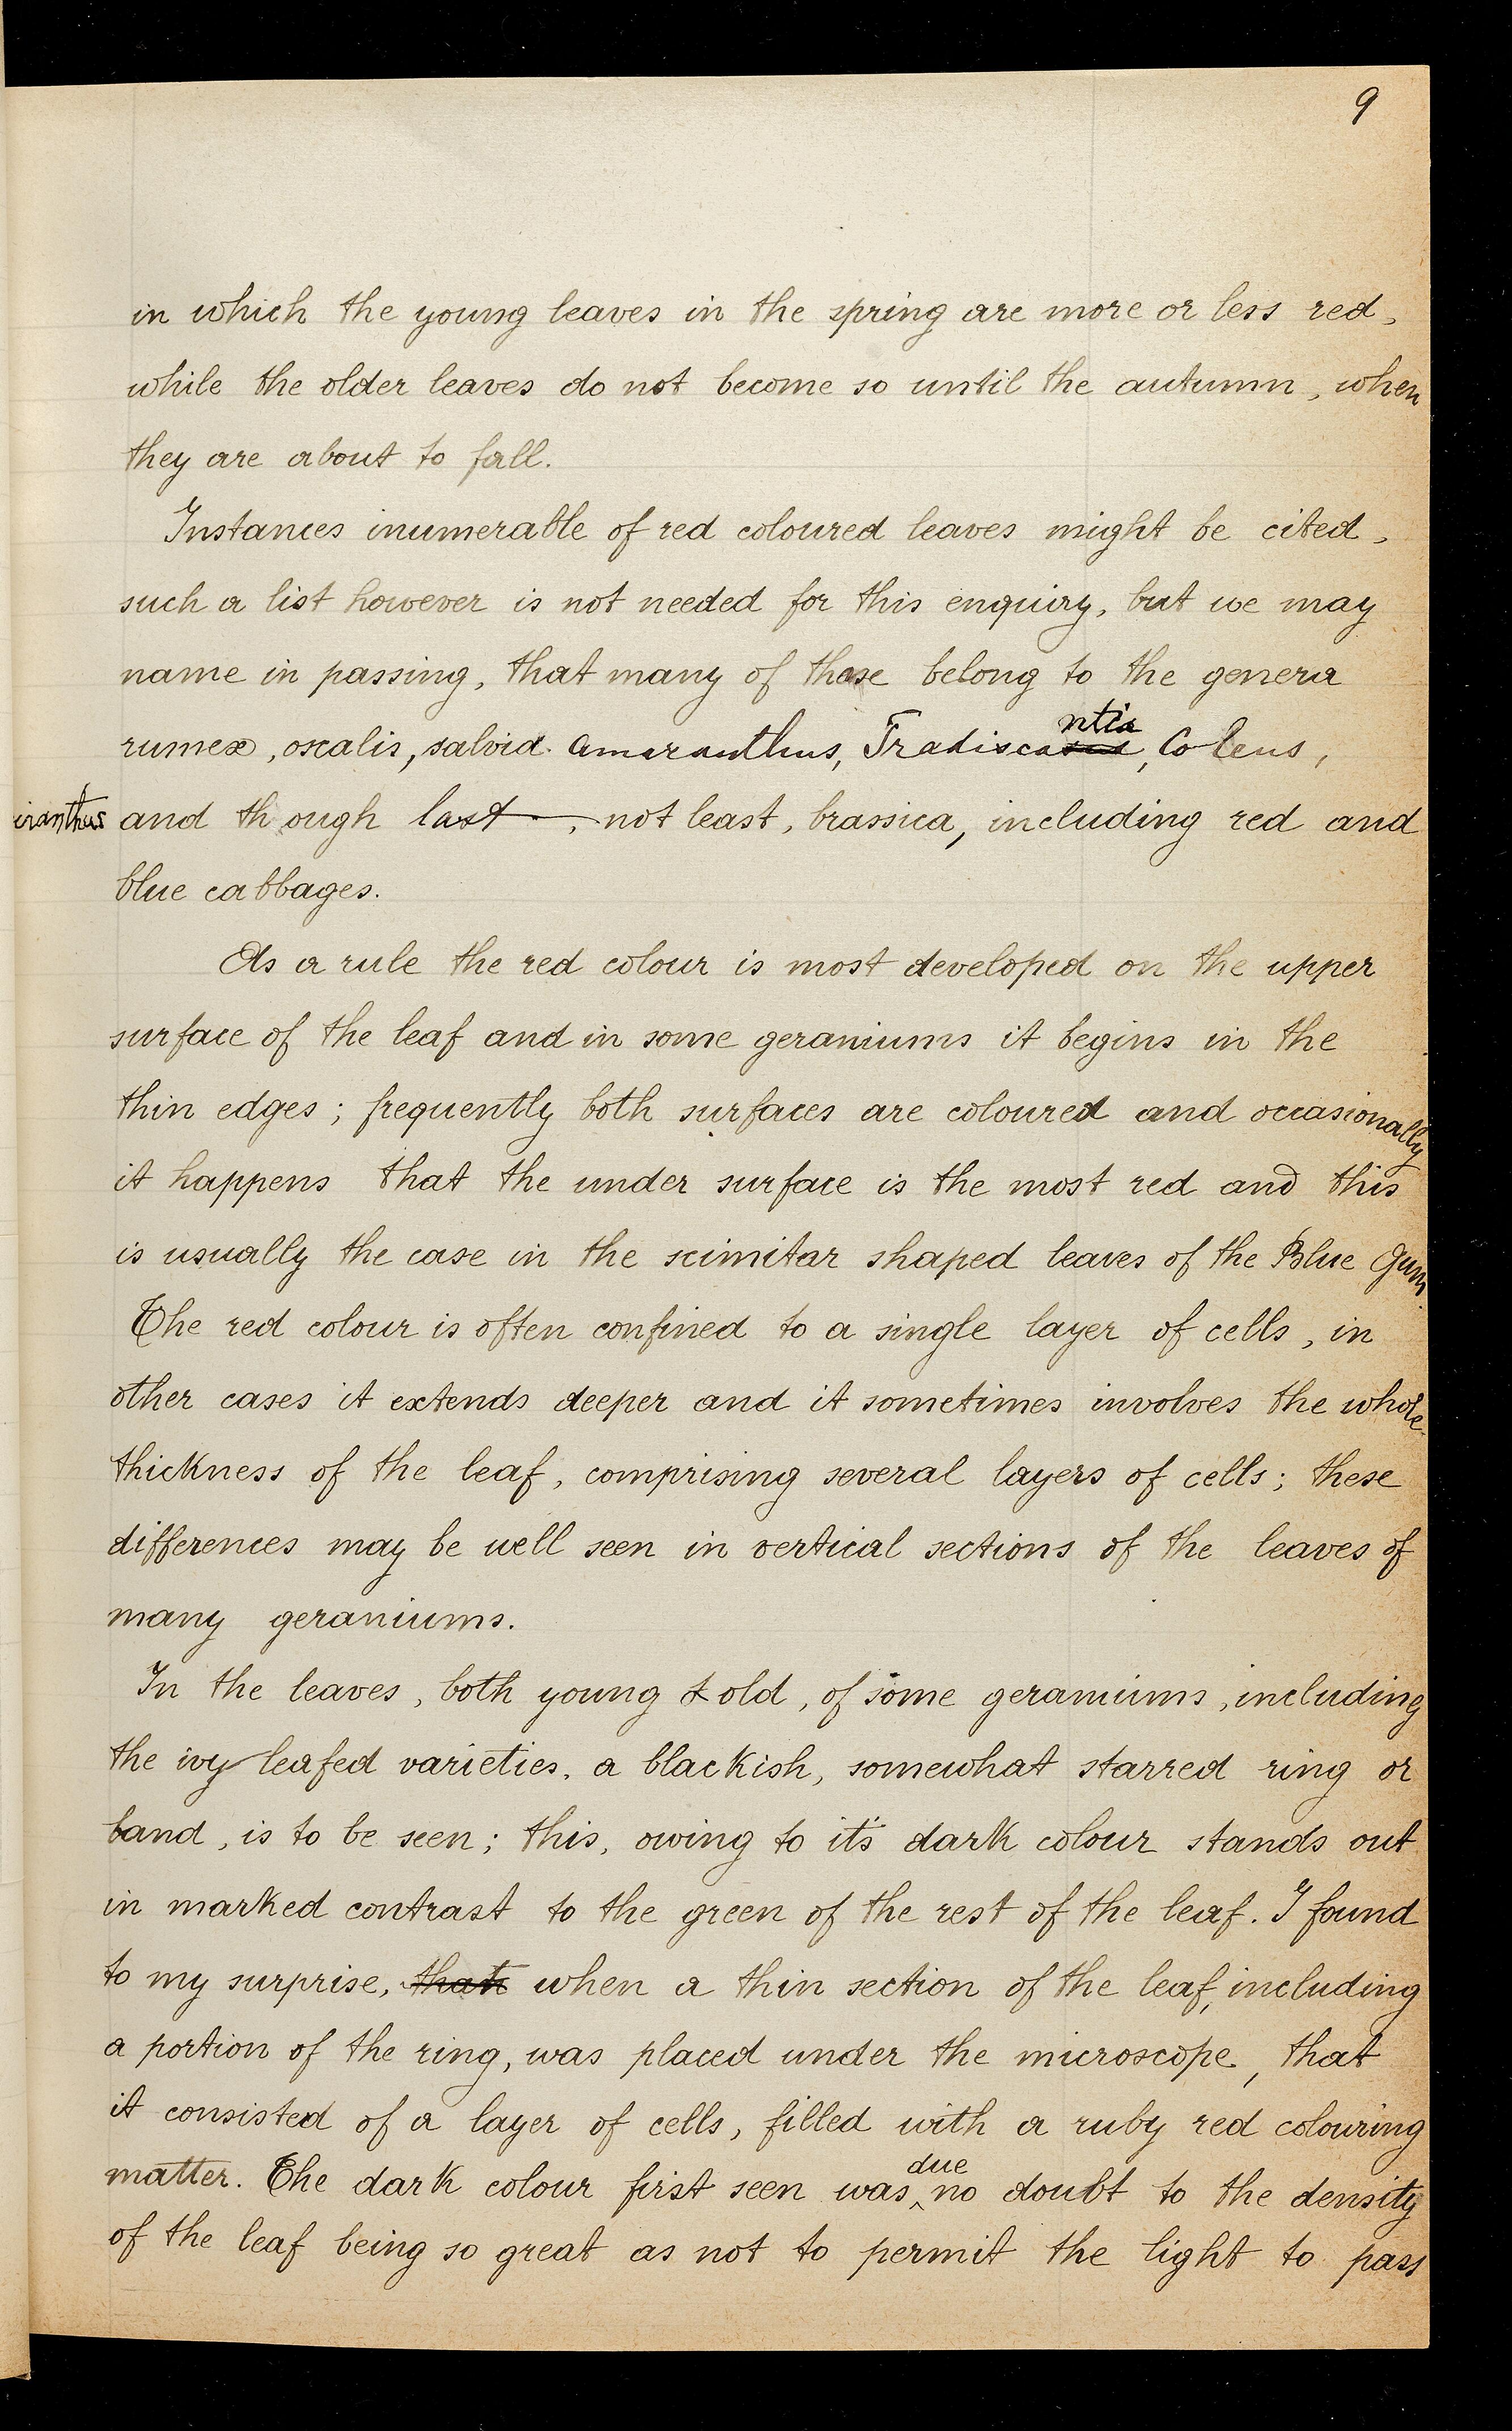 9
in which the young leaves in the spring are more or less red,
while the older leaves do not become so until the autumn, when
they are about to fall.
Instances inumerable of red coloured leaves might be cited,
such a list however is not needed for this enquiry, but we may
name in passing, that many of these belong to the genera
ntia
rumex, oxalis, salvia. Amaranthus, Tradisca, Coleus,
iranthus and though last, not least, brassica, including red and
blue cabbages.
As a rule the red colour is most developed on the upper
surface of the leaf and in some geraniums it begins in the
thin edges; frequently both surfaces are coloured and occasionally
it happens that the under surface is the most red and this
is usually the case in the scimitar shaped leaves of the Blue Gum.
The red colour is often confined to a single layer of cells, in
other cases it extends deeper and it sometimes involves the whole
thickness of the leaf, comprising several layers of cells; these
differences may be well seen in vertical sections of the leaves of
many geraniums.
In the leaves, both young & old, of some geraniums, including
the ivy-leafed varieties, a blackish, somewhat starred ring or
band, is to be seen; this, owing to it's dark colour stands out
in marked contrast to the green of the rest of the leaf. I found
to my surprise, that when a thin section of the leaf, including
a portion of the ring, was placed under the microscope, that
it consisted of a layer of cells, filled with a ruby red colouring
due
matter. The dark colour first seen was ‸ no doubt to the density
of the leaf being so great as not to permit the light to pass